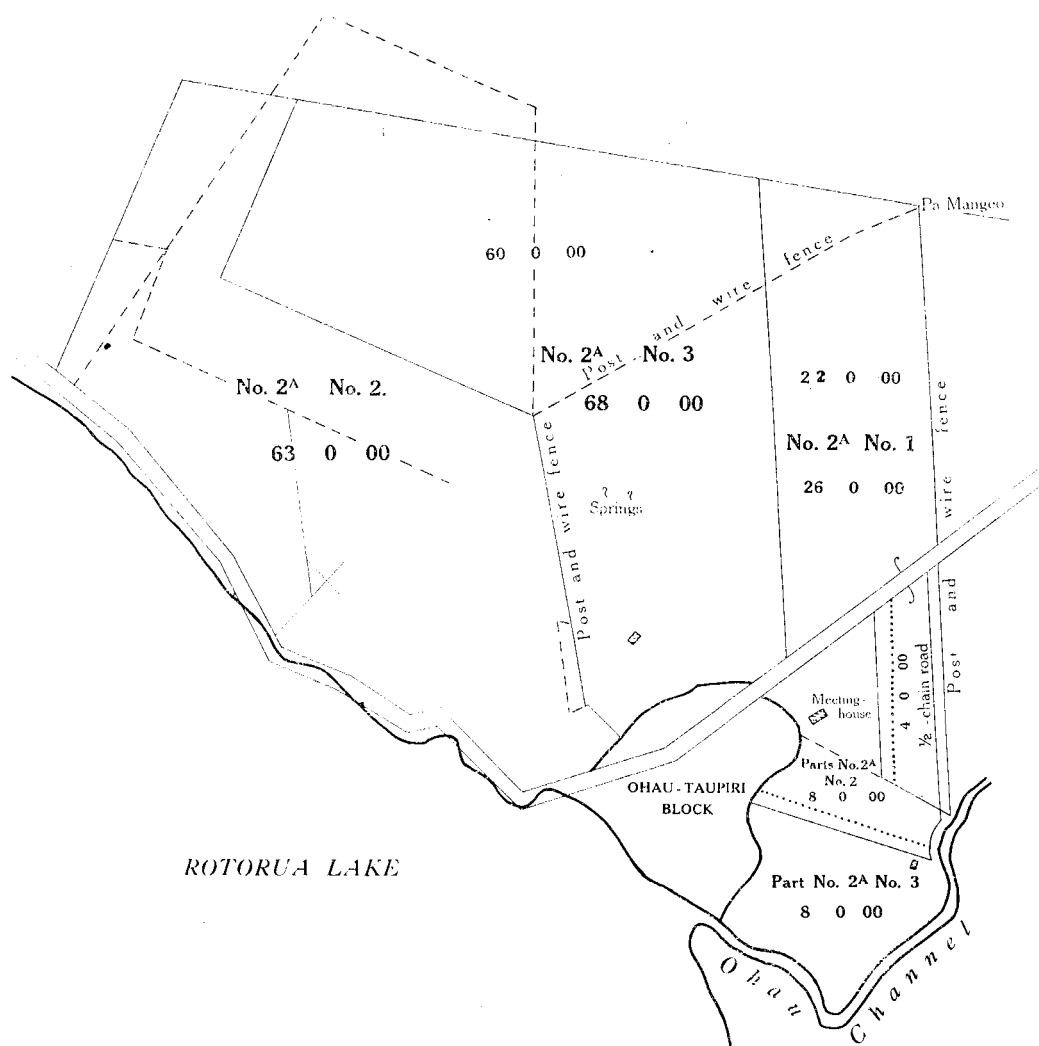 Pa Mangeo
60 0 00
Post and wire fence
No. 2A No. 3
68 0 00
22 0 00
No. 2A No. 1
26 0 00
Post and wire fence
No. 2A No. 2.
63 0 00
Post and wire fence
Springs
4 0 00
½-chain road
Meeting-
house
Parts No. 2A
No. 2
8 0 00
OHAU-TAUPIRI
BLOCK
ROTORUA LAKE
Part No. 2A No. 3
8 0 00
Ohau Channel